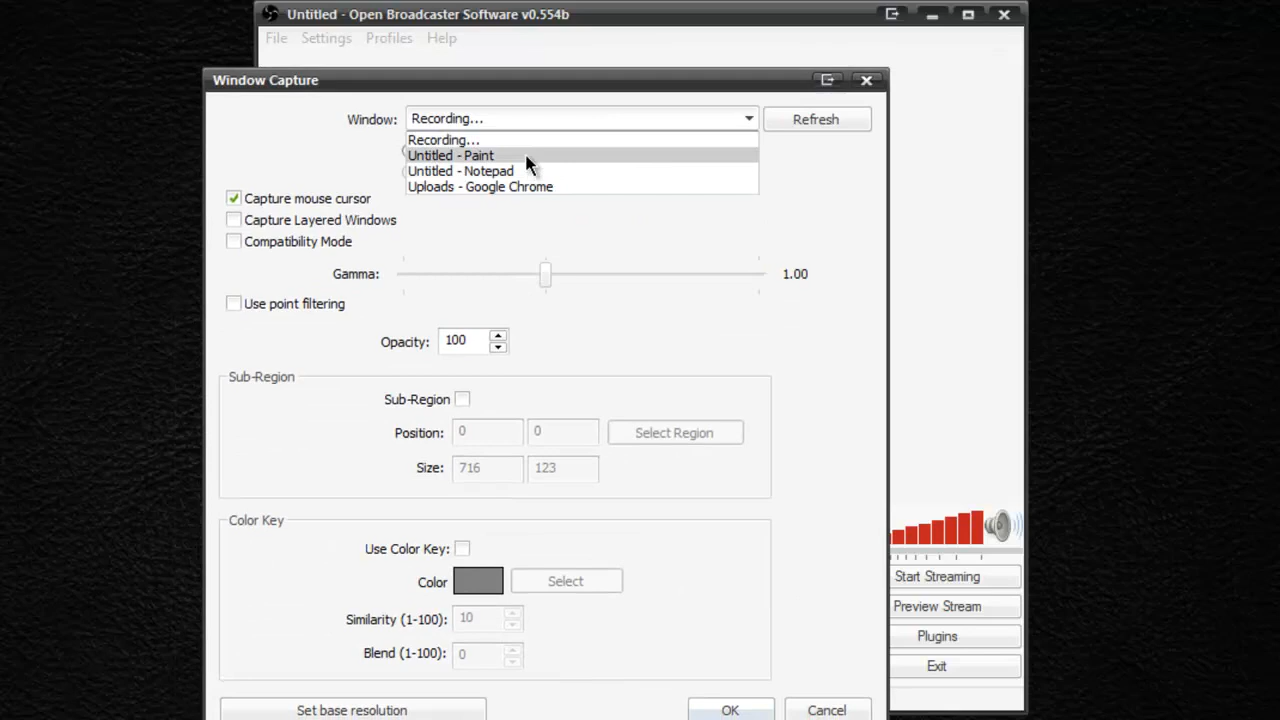 Untitled - Open Broadcaster Software v0.554b
File Settings Profiles Help
Window Capture
Window: Recording... Refresh
Recording...
Untitled - Paint
Untitled - Notepad
Uploads - Google Chrome
Capture mouse cursor
Capture Layered Windows
Compatibility Mode
Gamma: 1.00
Use point filtering
Opacity: 100
Sub-Region
Sub-Region
Position: 0 0 Select Region
Size: 716 123
Color Key
Use Color Key:
Color Select
Similarity (1-100): 10
Blend (1-100): 0
Set base resolution OK Cancel
Start Streaming
Preview Stream
Plugins
Exit